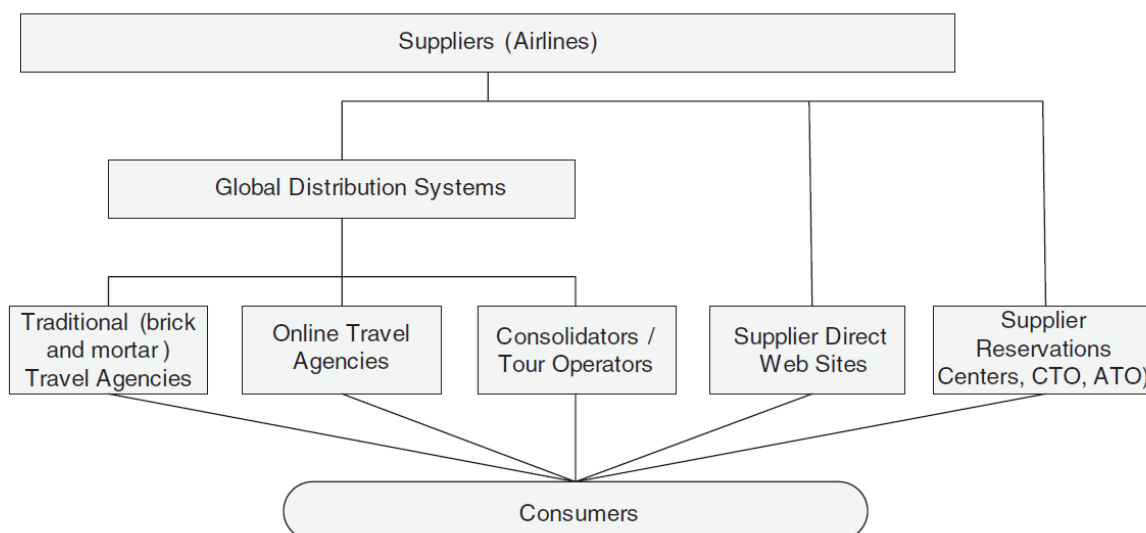 Suppliers (Airlines)
Global Distribution Systems
Traditional (brick
and mortar)
Travel Agencies
Online Travel
Agencies
Consolidators /
Tour Operators
Supplier Direct
Web Sites
Supplier
Reservations
Centers, CTO, ATO)
Consumers